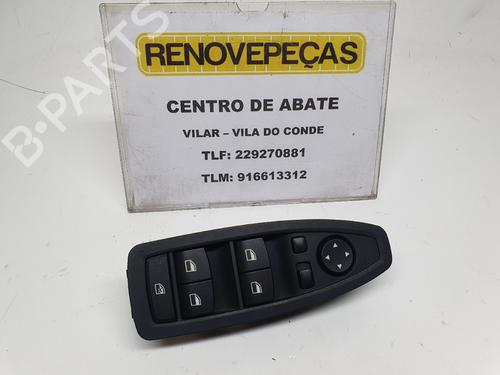 RENOVEPEÇAS
CENTRO DE ABATE
VILAR – VILA DO CONDE
TLF: 229270881
TLM: 916613312
B-PARTS